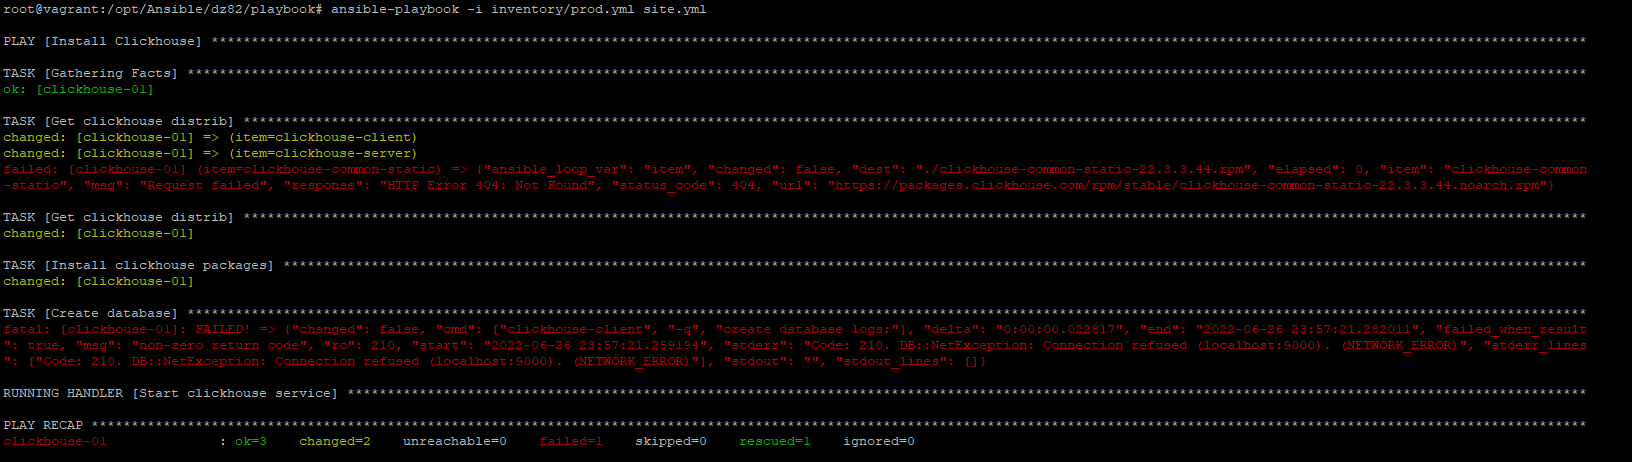 root@vagrant:/opt/Ansible/dz82/playbook# ansible-playbook -i inventory/prod.yml site.yml
PLAY [Install Clickhouse] ****************************************************************************************************************************************************************************
TASK [Gathering Facts] *******************************************************************************************************************************************************************************
ok: [clickhouse-01]
TASK [Get clickhouse distrib] ************************************************************************************************************************************************************************
changed: [clickhouse-01] => (item=clickhouse-client)
changed: [clickhouse-01] => (item=clickhouse-server)
failed: [clickhouse-01] (item=clickhouse-common-static) => {"ansible_loop_var": "item", "changed": false, "dest": "./clickhouse-common-static-22.3.3.44.rpm", "elapsed": 0, "item": "clickhouse-common
-static", "msg": "Request failed", "response": "HTTP Error 404: Not Found", "status_code": 404, "url": "https://packages.clickhouse.com/rpm/stable/clickhouse-common-static-22.3.3.44.noarch.rpm"}
TASK [Get clickhouse distrib] ************************************************************************************************************************************************************************
changed: [clickhouse-01]
TASK [Install clickhouse packages] *******************************************************************************************************************************************************************
changed: [clickhouse-01]
TASK [Create database] *******************************************************************************************************************************************************************************
fatal: [clickhouse-01]: FAILED! => {"changed": false, "cmd": ["clickhouse-client", "-q", "create database logs;"], "delta": "0:00:00.022817", "end": "2022-06-26 23:57:21.282011", "failed_when_result
": true, "msg": "non-zero return code", "rc": 210, "start": "2022-06-26 23:57:21.259194", "stderr": "Code: 210. DB::NetException: Connection refused (localhost:9000). (NETWORK_ERROR)", "stderr_lines
": ["Code: 210. DB::NetException: Connection refused (localhost:9000). (NETWORK_ERROR)"], "stdout": "", "stdout_lines": []}
RUNNING HANDLER [Start clickhouse service] ***********************************************************************************************************************************************************
PLAY RECAP *******************************************************************************************************************************************************************************************
clickhouse-01              : ok=3    changed=2    unreachable=0    failed=1    skipped=0    rescued=1    ignored=0